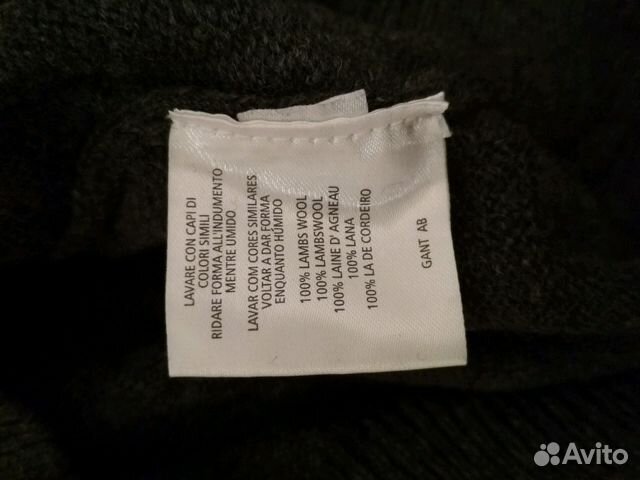 LAVARE CON CAPI DI
COLORI SIMILI
RIDARE FORMA ALL'INDUMENTO
MENTRE UMIDO
LAVAR COM CORES SIMILARES
VOLTAR A DAR FORMA
ENQUANTO HÚMIDO
100% LAMBS WOOL
100% LAMBSWOOL
100% LAINE D' AGNEAU
100% LANA
100% LA DE CORDEIRO
GANT AB
Avito